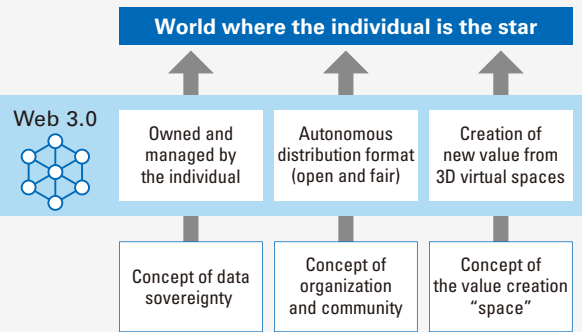 World where the individual is the star
Web 3.0
Owned and
managed by
the individual
Autonomous
distribution format
(open and fair)
Creation of
new value from
3D virtual spaces
Concept of data
sovereignty
Concept of
organization
and community
Concept of
the value creation
“space”